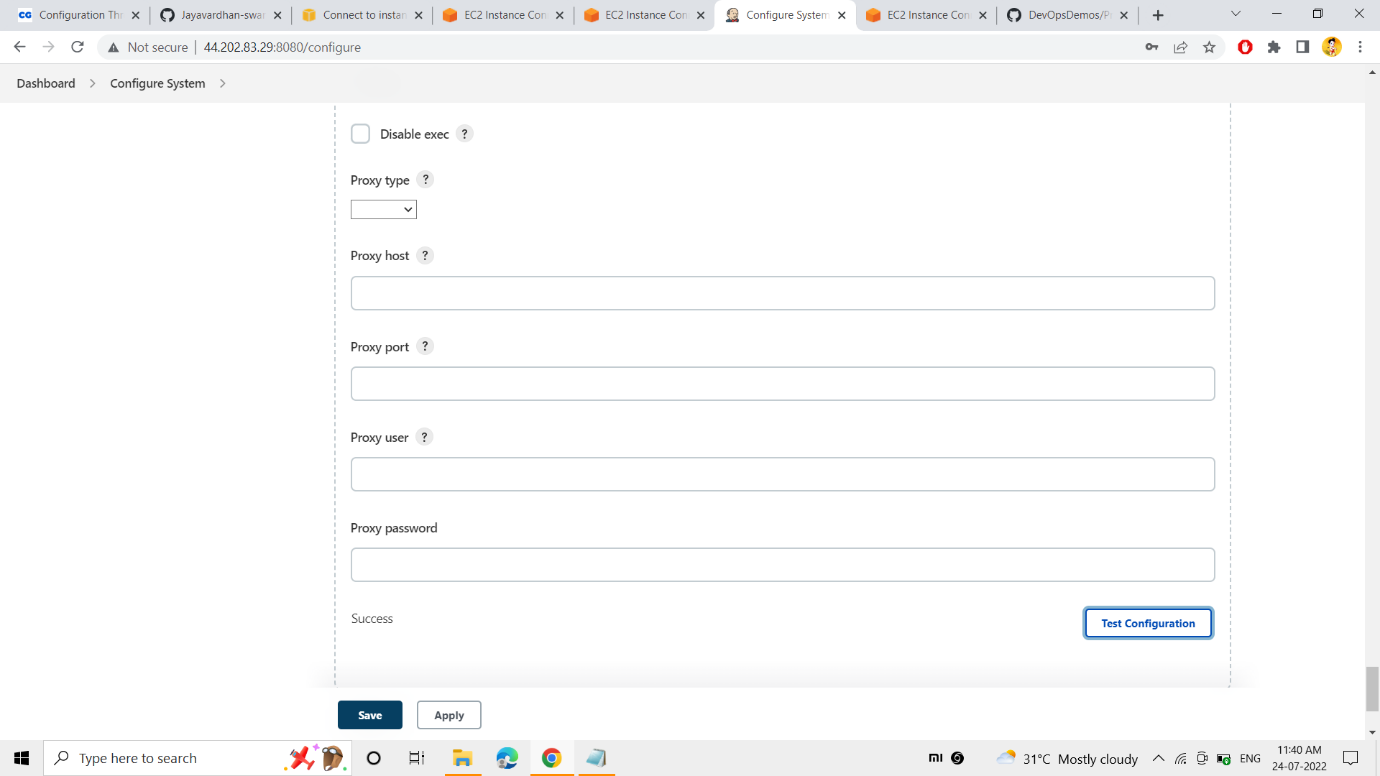 Configuration Thr
Jayavardhan-swar
Connect to instan
EC2 Instance Con
EC2 Instance Con
Configure System
EC2 Instance Con
DevOpsDemos/P
Not secure
44.202.83.29:8080/configure
Dashboard
Configure System
Disable exec ?
Proxy type ?
Proxy host ?
Proxy port ?
Proxy user ?
Proxy password
Success
Test Configuration
Save
Apply
Type here to search
31°C Mostly cloudy
ENG
11:40 AM
24-07-2022